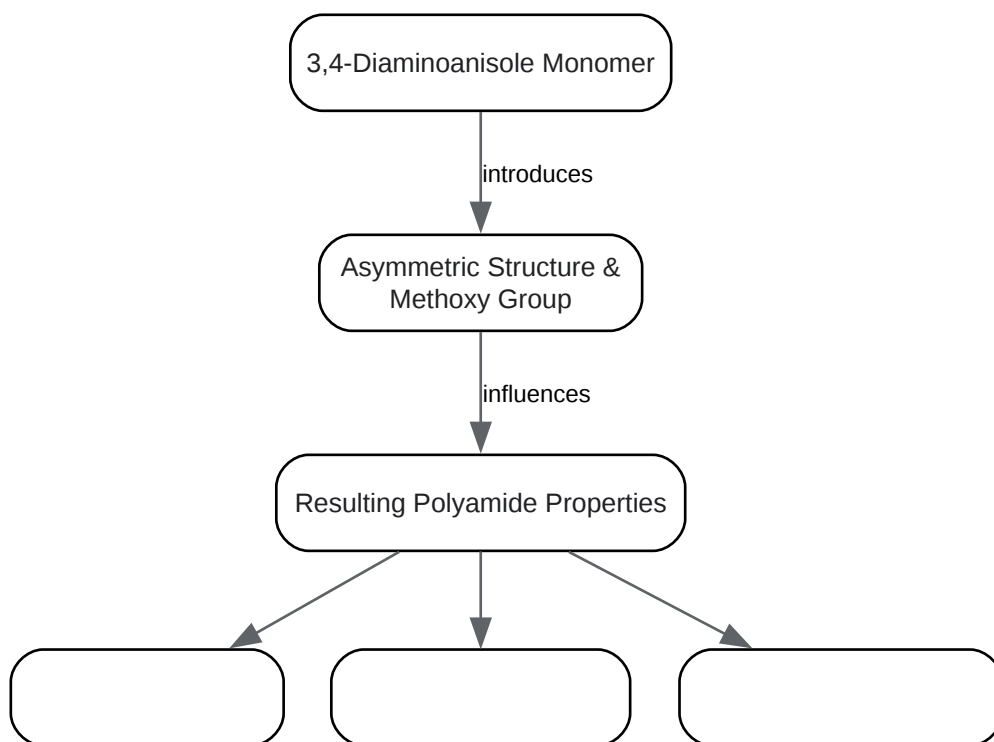 3,4-Diaminoanisole Monomer
introduces
Asymmetric Structure &
Methoxy Group
influences
Resulting Polyamide Properties